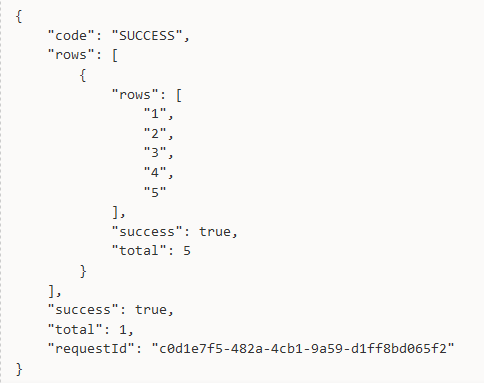 {
    "code": "SUCCESS",
    "rows": [
        {
            "rows": [
                "1",
                "2",
                "3",
                "4",
                "5"
            ],
            "success": true,
            "total": 5
        }
    ],
    "success": true,
    "total": 1,
    "requestId": "c0d1e7f5-482a-4cb1-9a59-d1ff8bd065f2"
}